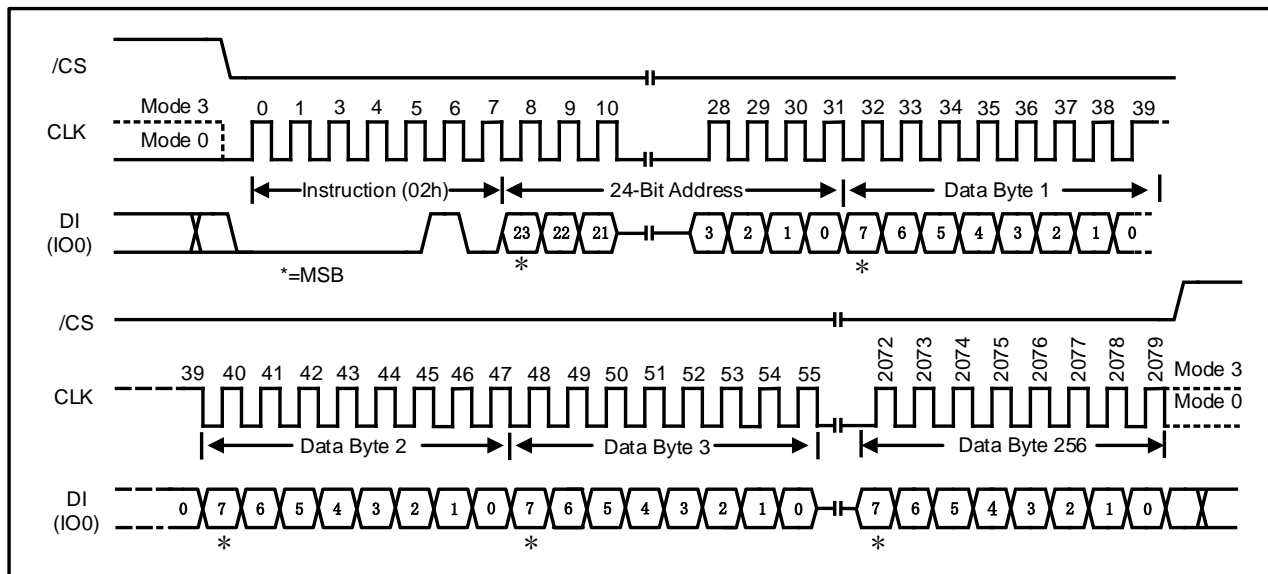 /CS
Mode 3
0 1 3 4 5 6 7 8 9 10 28 29 30 31 32 33 34 35 36 37 38 39
CLK
Mode 0
Instruction (02h) 24-Bit Address Data Byte 1
DI
(IO0)
23 22 21 3 2 1 0 7 6 5 4 3 2 1 0
* *
*=MSB
/CS
39 40 41 42 43 44 45 46 47 48 49 50 51 52 53 54 55 2072 2073 2074 2075 2076 2077 2078 2079
Mode 3
CLK
Mode 0
Data Byte 2 Data Byte 3 Data Byte 256
DI
(IO0)
0 7 6 5 4 3 2 1 0 7 6 5 4 3 2 1 0 7 6 5 4 3 2 1 0
* * *